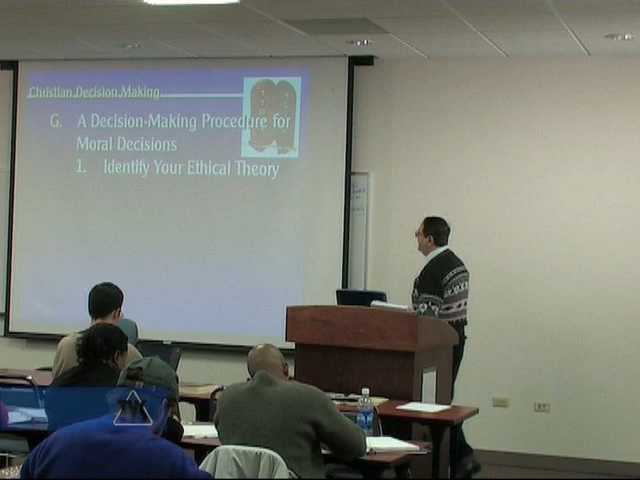 Christian Decision Making
G. A Decision-Making Procedure for
Moral Decisions
1. Identify Your Ethical Theory